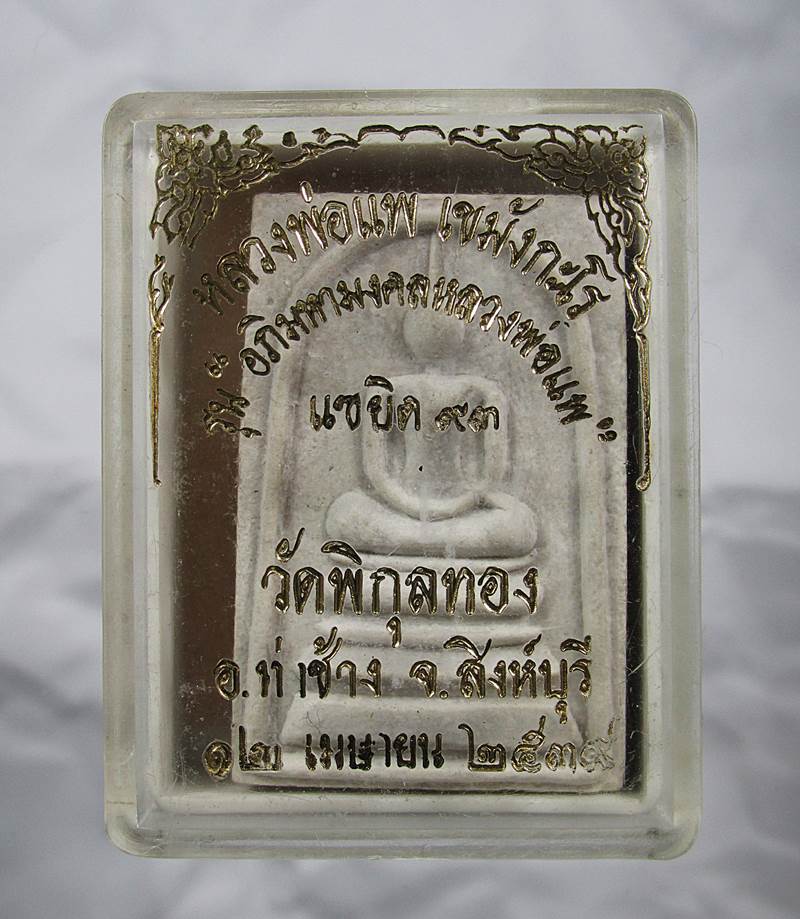 หลวงพ่อแพ เขมังกะโร
รุ่น "อภิมหามงคลหลวงพ่อแพ"
แซยิด ๙๓
วัดพิกุลทอง
อ.ท่าช้าง จ.สิงห์บุรี
๑๒ เมษายน ๒๕๓๙